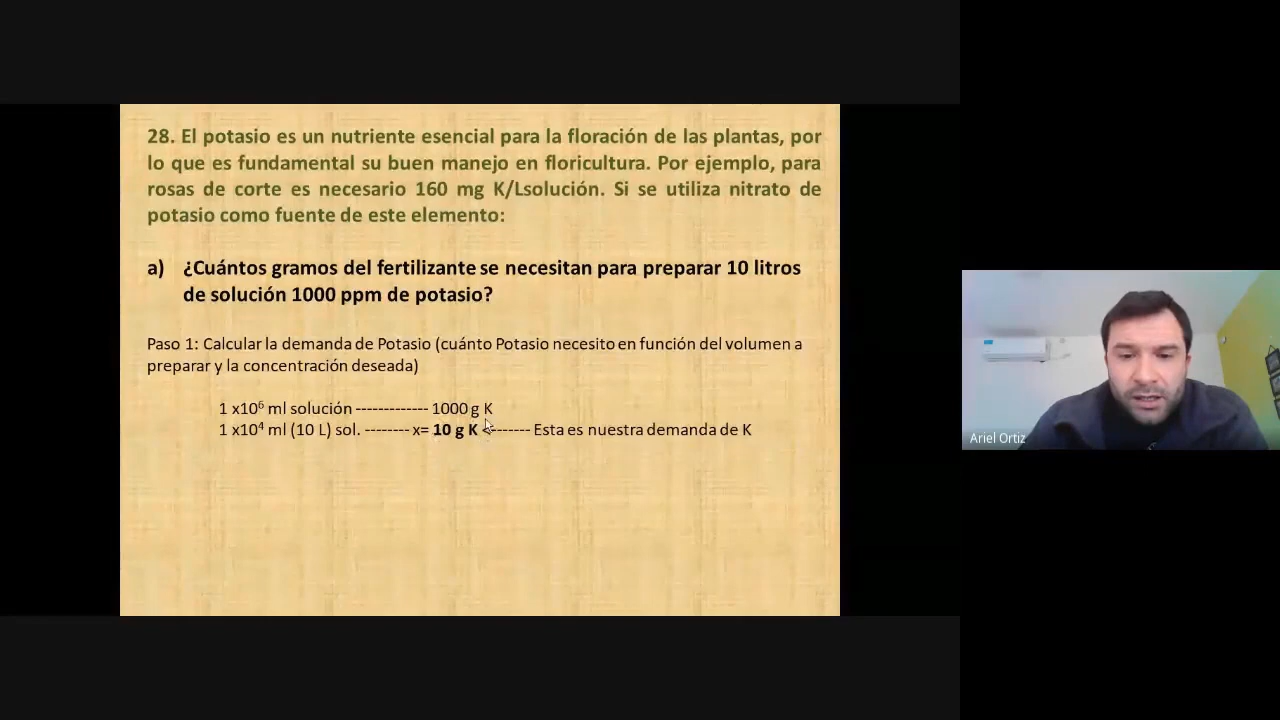 28. El potasio es un nutriente esencial para la floración de las plantas, por
lo que es fundamental su buen manejo en floricultura. Por ejemplo, para
rosas de corte es necesario 160 mg K/Lsolución. Si se utiliza nitrato de
potasio como fuente de este elemento:
a) ¿Cuántos gramos del fertilizante se necesitan para preparar 10 litros
de solución 1000 ppm de potasio?
Paso 1: Calcular la demanda de Potasio (cuánto Potasio necesito en función del volumen a
preparar y la concentración deseada)
1 x10⁶ ml solución ------------- 1000 g K
1 x10⁴ ml (10 L) sol. -------- x= 10 g K <------- Esta es nuestra demanda de K
Ariel Ortiz